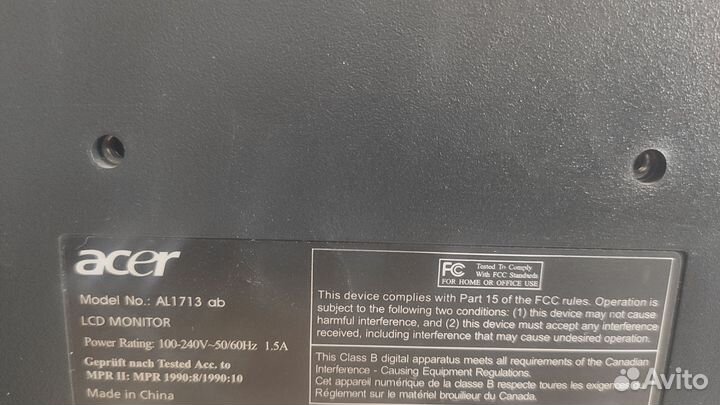 acer
Model No.: AL1713 ab
LCD MONITOR
Power Rating: 100-240V~50/60Hz 1.5A
Geprüft nach Tested Acc. to
MPR II: MPR 1990:8/1990:10
Made in China
FC Tested To Comply
With FCC Standards
FOR HOME OR OFFICE USE
This device complies with Part 15 of the FCC rules. Operation is
subject to the following two conditions: (1) this device may not cause
harmful interference, and (2) this device must accept any interference
received, including interference that may cause undesired operation.
This Class B digital apparatus meets all requirements of the Canadian
Interference - Causing Equipment Regulations.
Cet appareil numérique de la classe B respecte toutes les exigences du
Réglement sur le matériel brouilleur du Canada.
Avito